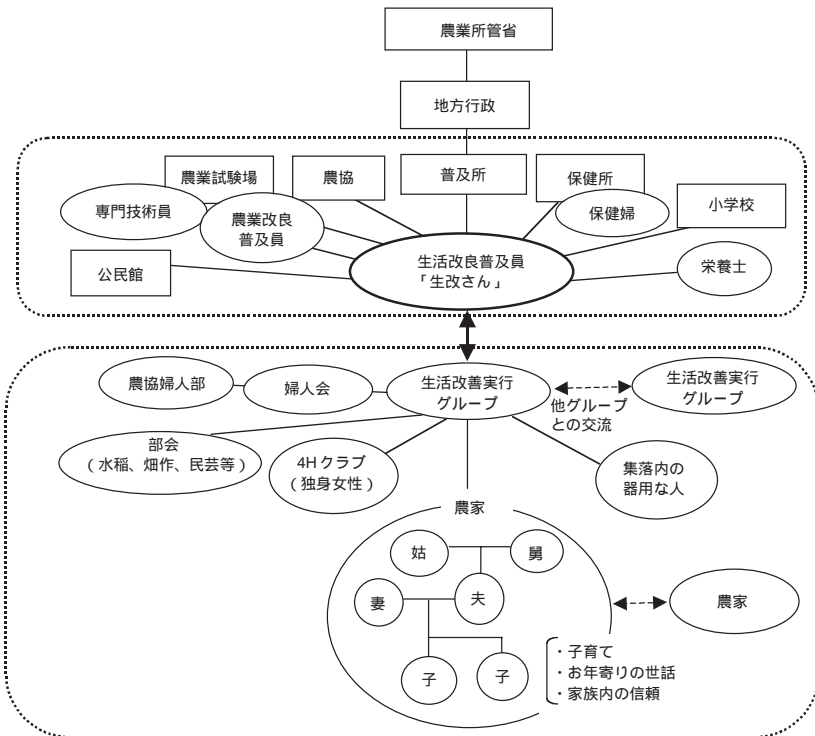 農業所管省
地方行政
農業試験場
農協
普及所
保健所
小学校
専門技術員
農業改良
普及員
保健婦
公民館
生活改良普及員
「生改さん」
栄養士
農協婦人部
婦人会
生活改善実行
グループ
他グループ
との交流
生活改善実行
グループ
部会
(水稲、畑作、民芸等)
4Hクラブ
(独身女性)
集落内の
器用な人
農家
姑
舅
妻
夫
農家
子
子
・子育て
・お年寄りの世話
・家族内の信頼